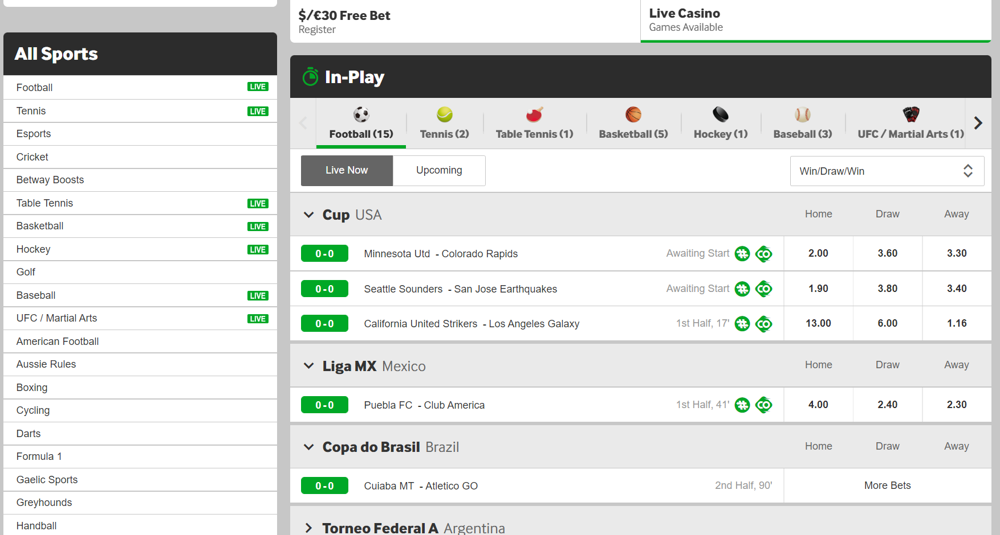 $/€30 Free Bet
Register
Live Casino
Games Available
All Sports
Football LIVE
Tennis LIVE
Esports
Cricket
Betway Boosts
Table Tennis LIVE
Basketball LIVE
Hockey LIVE
Golf
Baseball LIVE
UFC / Martial Arts LIVE
American Football
Aussie Rules
Boxing
Cycling
Darts
Formula 1
Gaelic Sports
Greyhounds
Handball
In-Play
Football (15) Tennis (2) Table Tennis (1) Basketball (5) Hockey (1) Baseball (3) UFC / Martial Arts (1)
Live Now Upcoming Win/Draw/Win
Cup USA Home Draw Away
0 - 0 Minnesota Utd - Colorado Rapids Awaiting Start # CO 2.00 3.60 3.30
0 - 0 Seattle Sounders - San Jose Earthquakes Awaiting Start # CO 1.90 3.80 3.40
0 - 0 California United Strikers - Los Angeles Galaxy 1st Half, 17' # CO 13.00 6.00 1.16
Liga MX Mexico Home Draw Away
0 - 0 Puebla FC - Club America 1st Half, 41' # CO 4.00 2.40 2.30
Copa do Brasil Brazil Home Draw Away
0 - 0 Cuiaba MT - Atletico GO 2nd Half, 90' More Bets
Torneo Federal A Argentina